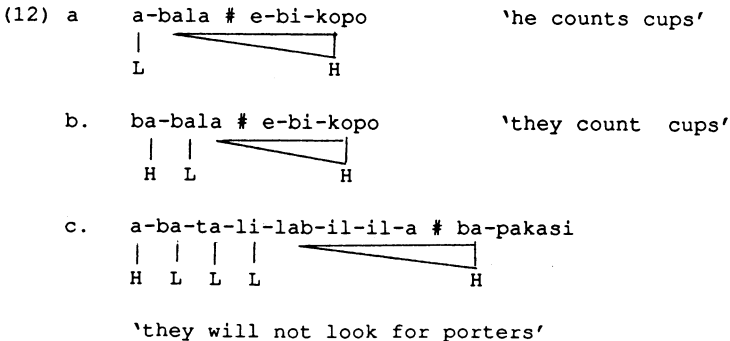 (12) a a-bala # e-bi-kopo 'he counts cups'
L H
b. ba-bala # e-bi-kopo 'they count cups'
H L H
c. a-ba-ta-li-lab-il-il-a # ba-pakasi
H L L L H
'they will not look for porters'